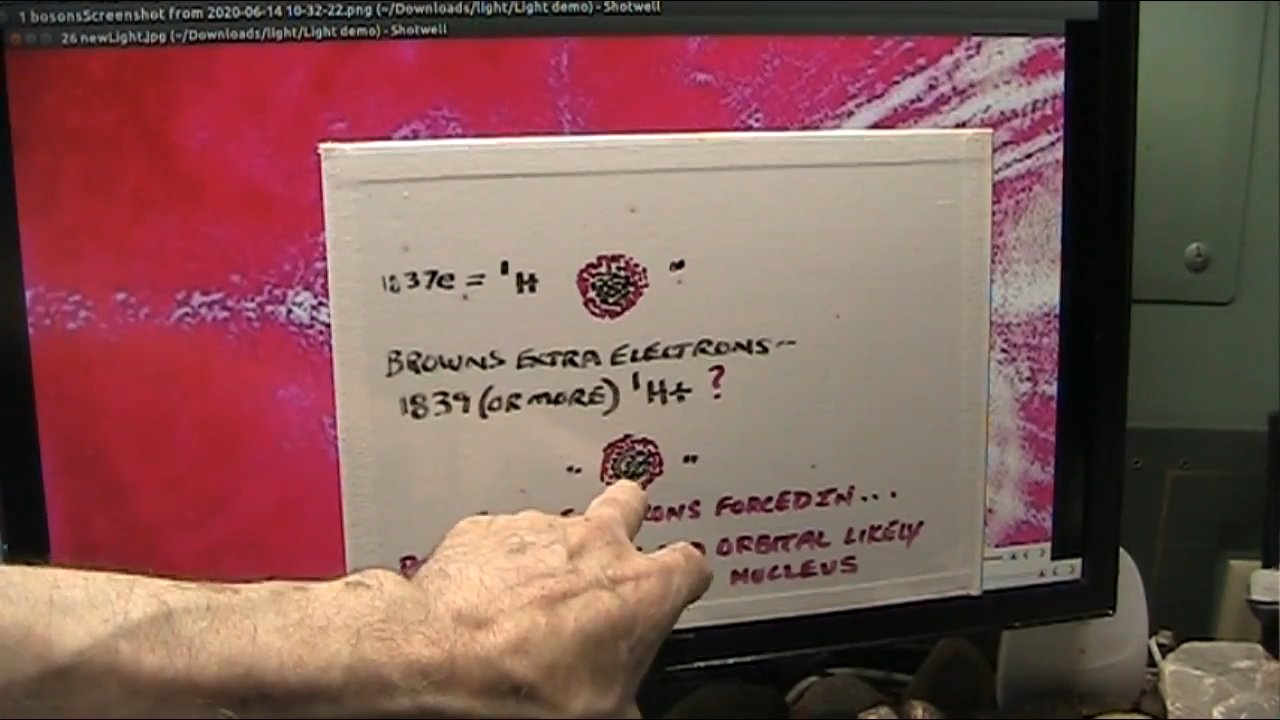 1 bosonsScreenshot from 2020-06-14 10-32-22.png (~/Downloads/light/Light demo) - Shotwell
26 newLight.jpg (~/Downloads/light/Light demo) - Shotwell
1837e = ¹H
BROWNS EXTRA ELECTRONS--
1839 (OR MORE) ¹H+ ?
FORCED IN...
ORBITAL LIKELY
NUCLEUS